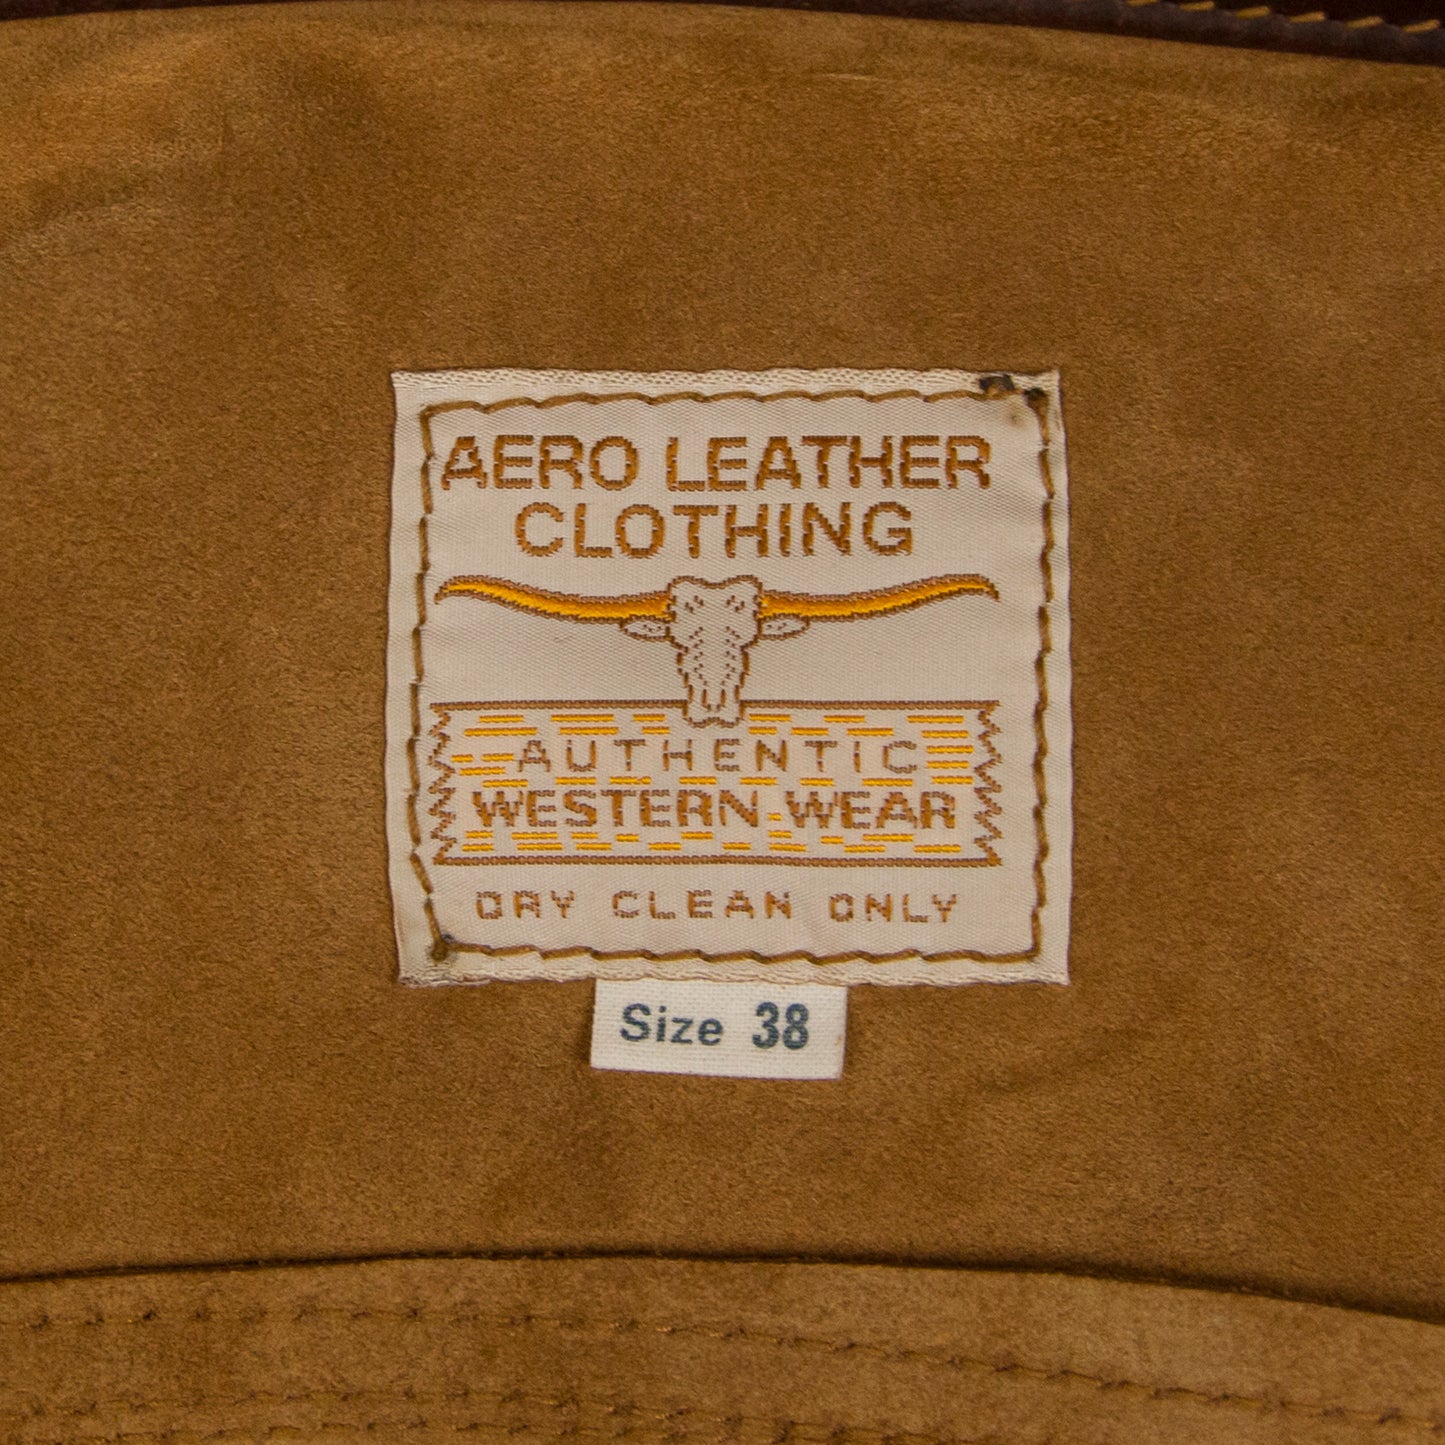 AERO LEATHER
CLOTHING
AUTHENTIC
WESTERN WEAR
DRY CLEAN ONLY
Size 38